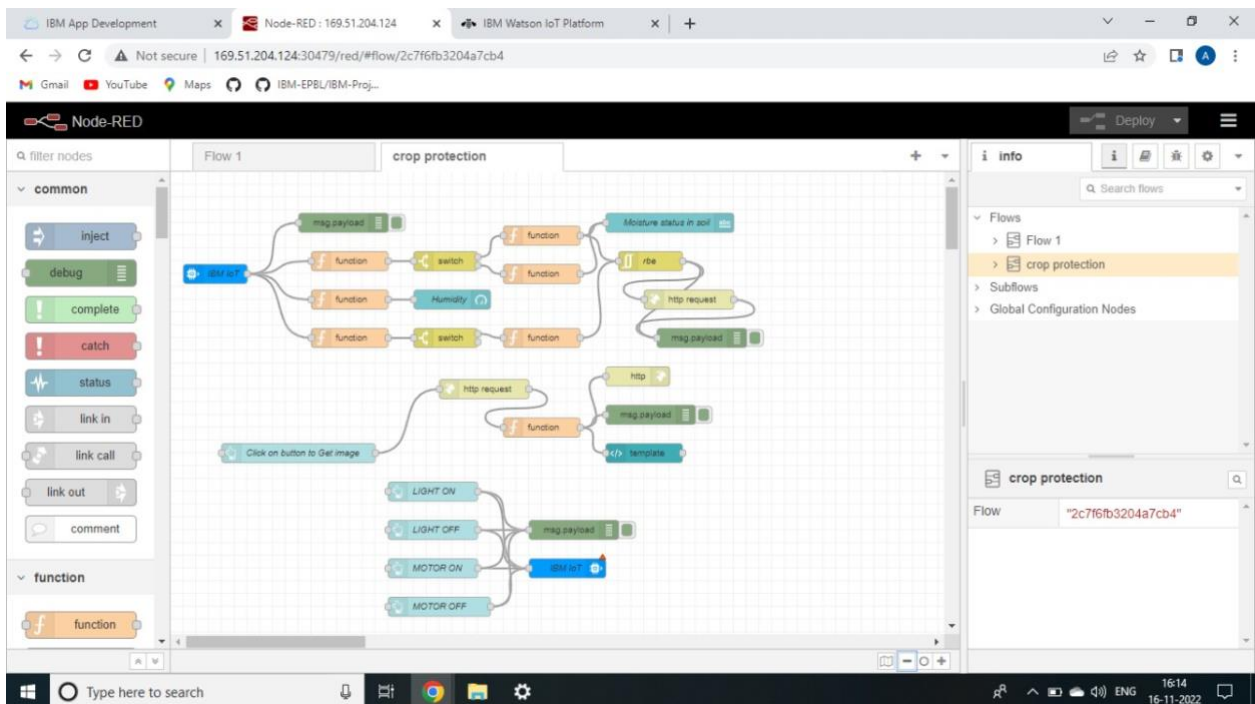 IBM App Development
Node-RED : 169.51.204.124
IBM Watson IoT Platform
Not secure | 169.51.204.124:30479/red/#flow/2c7f6fb3204a7cb4
A
Gmail
YouTube
Maps
IBM-EPBL/IBM-Proj...
Node-RED
Deploy
filter nodes
Flow 1
crop protection
i info
i
Search flows
common
inject
debug
complete
catch
status
link in
link call
link out
comment
function
function
msg.payload
Moisture status in soil
abc
function
IBM IoT
function
switch
function
rbe
function
Humidity
http request
function
switch
function
msg.payload
http request
http
function
msg.payload
Click on button to Get image
template
LIGHT ON
LIGHT OFF
msg.payload
MOTOR ON
IBM IoT
MOTOR OFF
Flows
Flow 1
crop protection
Subflows
Global Configuration Nodes
crop protection
Flow
"2c7f6fb3204a7cb4"
Type here to search
ENG
16:14
16-11-2022